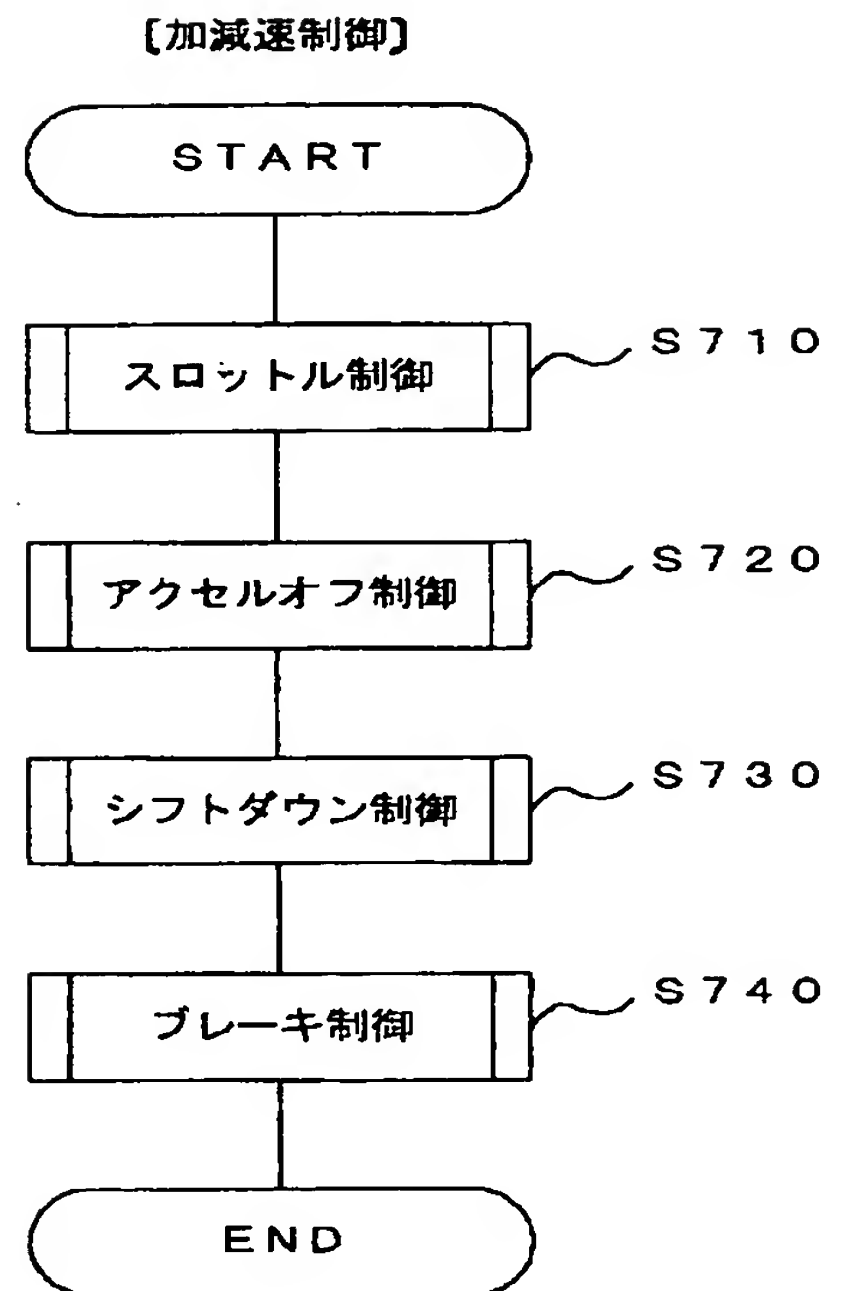 〔加減速制御〕
START
スロットル制御
S710
アクセルオフ制御
S720
シフトダウン制御
S730
ブレーキ制御
S740
END